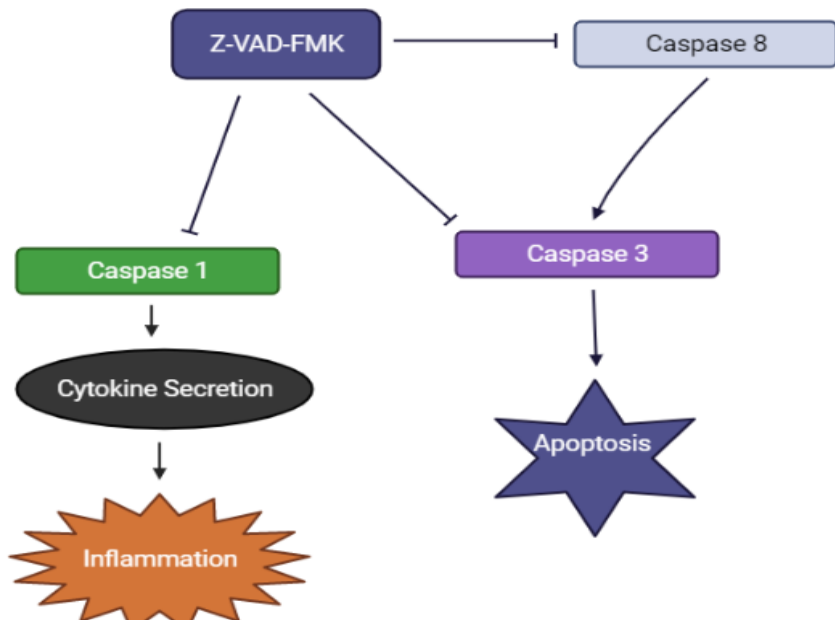 Z-VAD-FMK
Caspase 8
Caspase 1
Caspase 3
Cytokine Secretion
Apoptosis
Inflammation